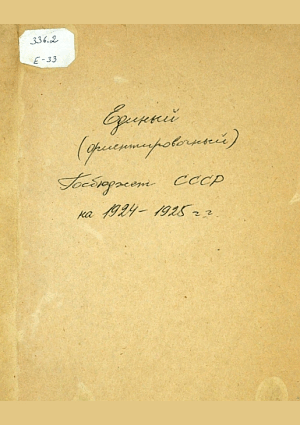 336.2
Е-33
Единый
(ориентировочный)
Госбюджет СССР
на 1924-1925 г.г.